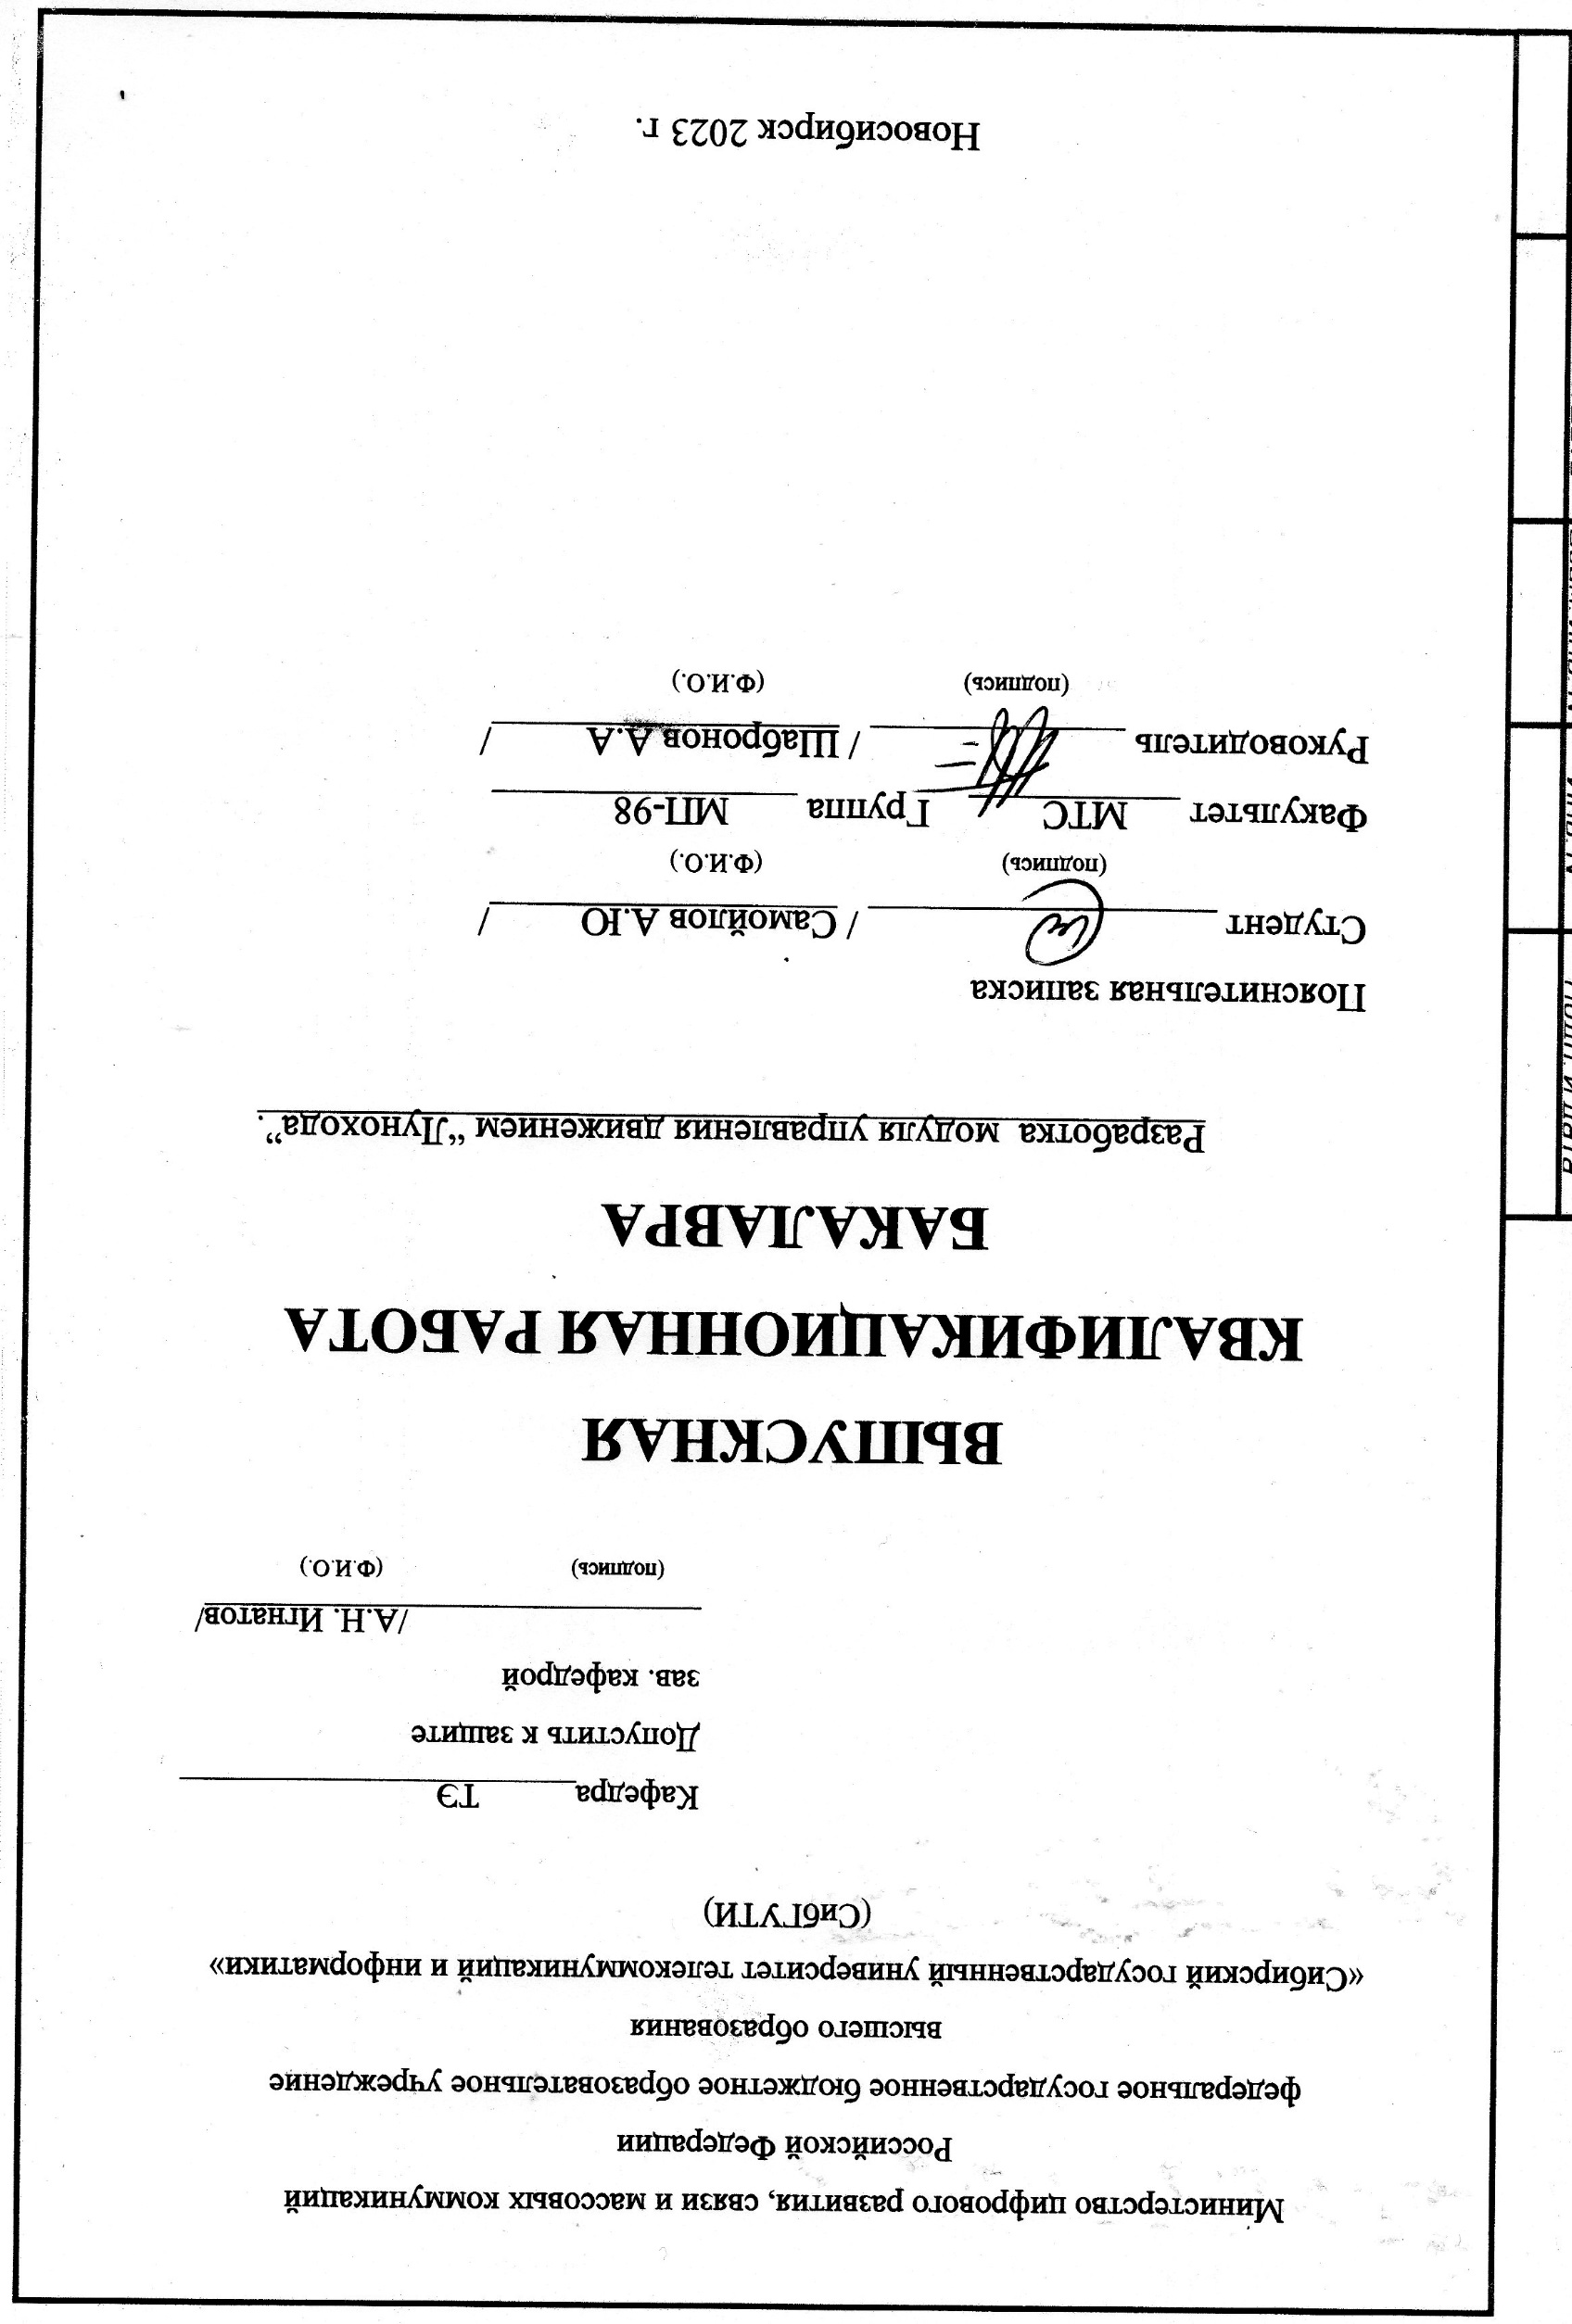 Министерство цифрового развития, связи и массовых коммуникаций
Российской Федерации
федеральное государственное бюджетное образовательное учреждение
высшего образования
«Сибирский государственный университет телекоммуникаций и информатики»
(СибГУТИ)
Кафедра ТЭ
Допустить к защите
зав. кафедрой
/А.Н. Игнатов/
(подпись) (Ф.И.О.)
ВЫПУСКНАЯ
КВАЛИФИКАЦИОННАЯ РАБОТА
БАКАЛАВРА
Разработка модуля управления движением “Лунохода”.
Пояснительная записка
Студент / Самойлов А.Ю /
(подпись) (Ф.И.О.)
Факультет МТС Группа МП-98
Руководитель / Шабронов А.А /
(подпись) (Ф.И.О.)
Новосибирск 2023 г.